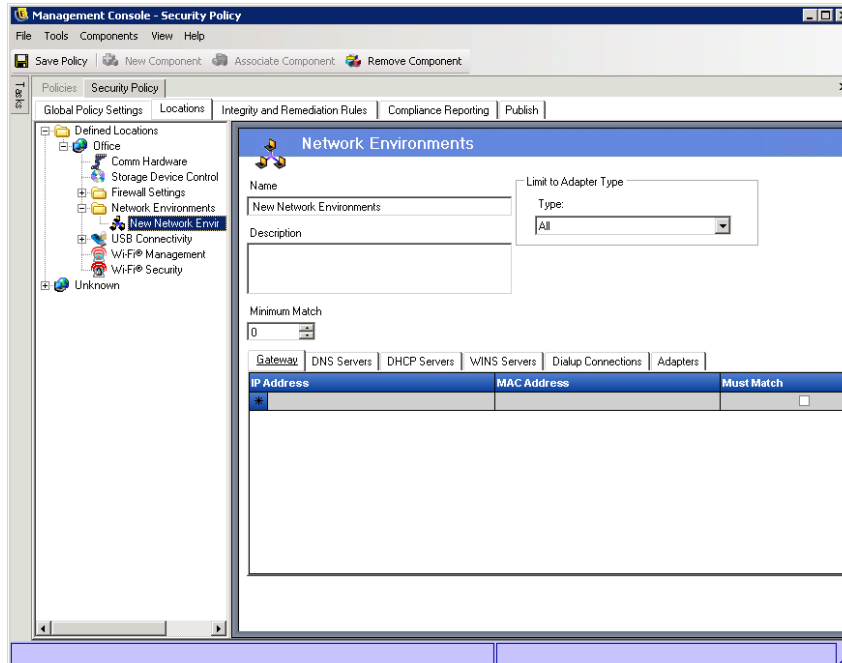 Management Console - Security Policy
File Tools Components View Help
Save Policy New Component Associate Component Remove Component
Tasks
Policies Security Policy
Global Policy Settings Locations Integrity and Remediation Rules Compliance Reporting Publish
Defined Locations
Office
Comm Hardware
Storage Device Control
Firewall Settings
Network Environments
New Network Envir
USB Connectivity
Wi-Fi® Management
Wi-Fi® Security
Unknown
Network Environments
Name
New Network Environments
Limit to Adapter Type
Type:
All
Description
Minimum Match
0
Gateway DNS Servers DHCP Servers WINS Servers Dialup Connections Adapters
IP Address MAC Address Must Match